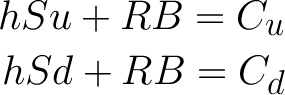 hSu + RB = C_u
hSd + RB = C_d